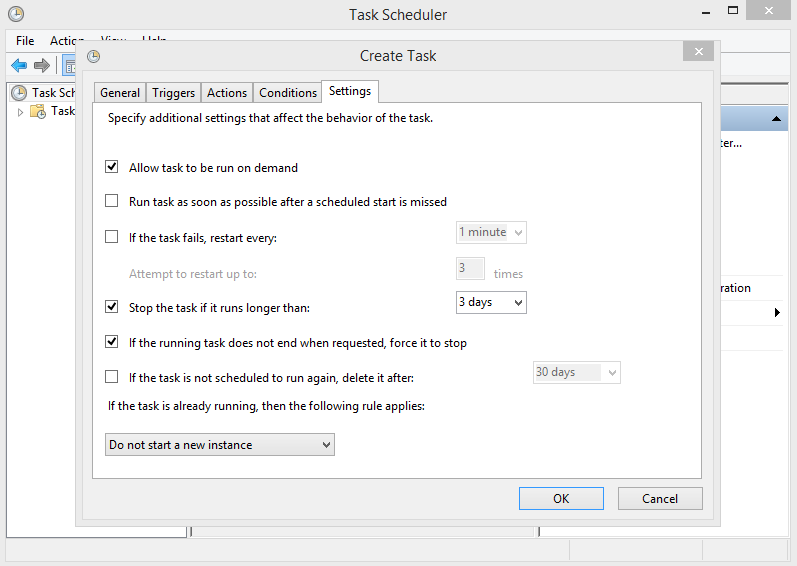 Task Scheduler
File Action View Help
Create Task
Task Sch
Task
General Triggers Actions Conditions Settings
Specify additional settings that affect the behavior of the task.
Allow task to be run on demand
Run task as soon as possible after a scheduled start is missed
If the task fails, restart every: 1 minute
Attempt to restart up to: 3 times
Stop the task if it runs longer than: 3 days
If the running task does not end when requested, force it to stop
If the task is not scheduled to run again, delete it after: 30 days
If the task is already running, then the following rule applies:
Do not start a new instance
OK Cancel
ter...
ration